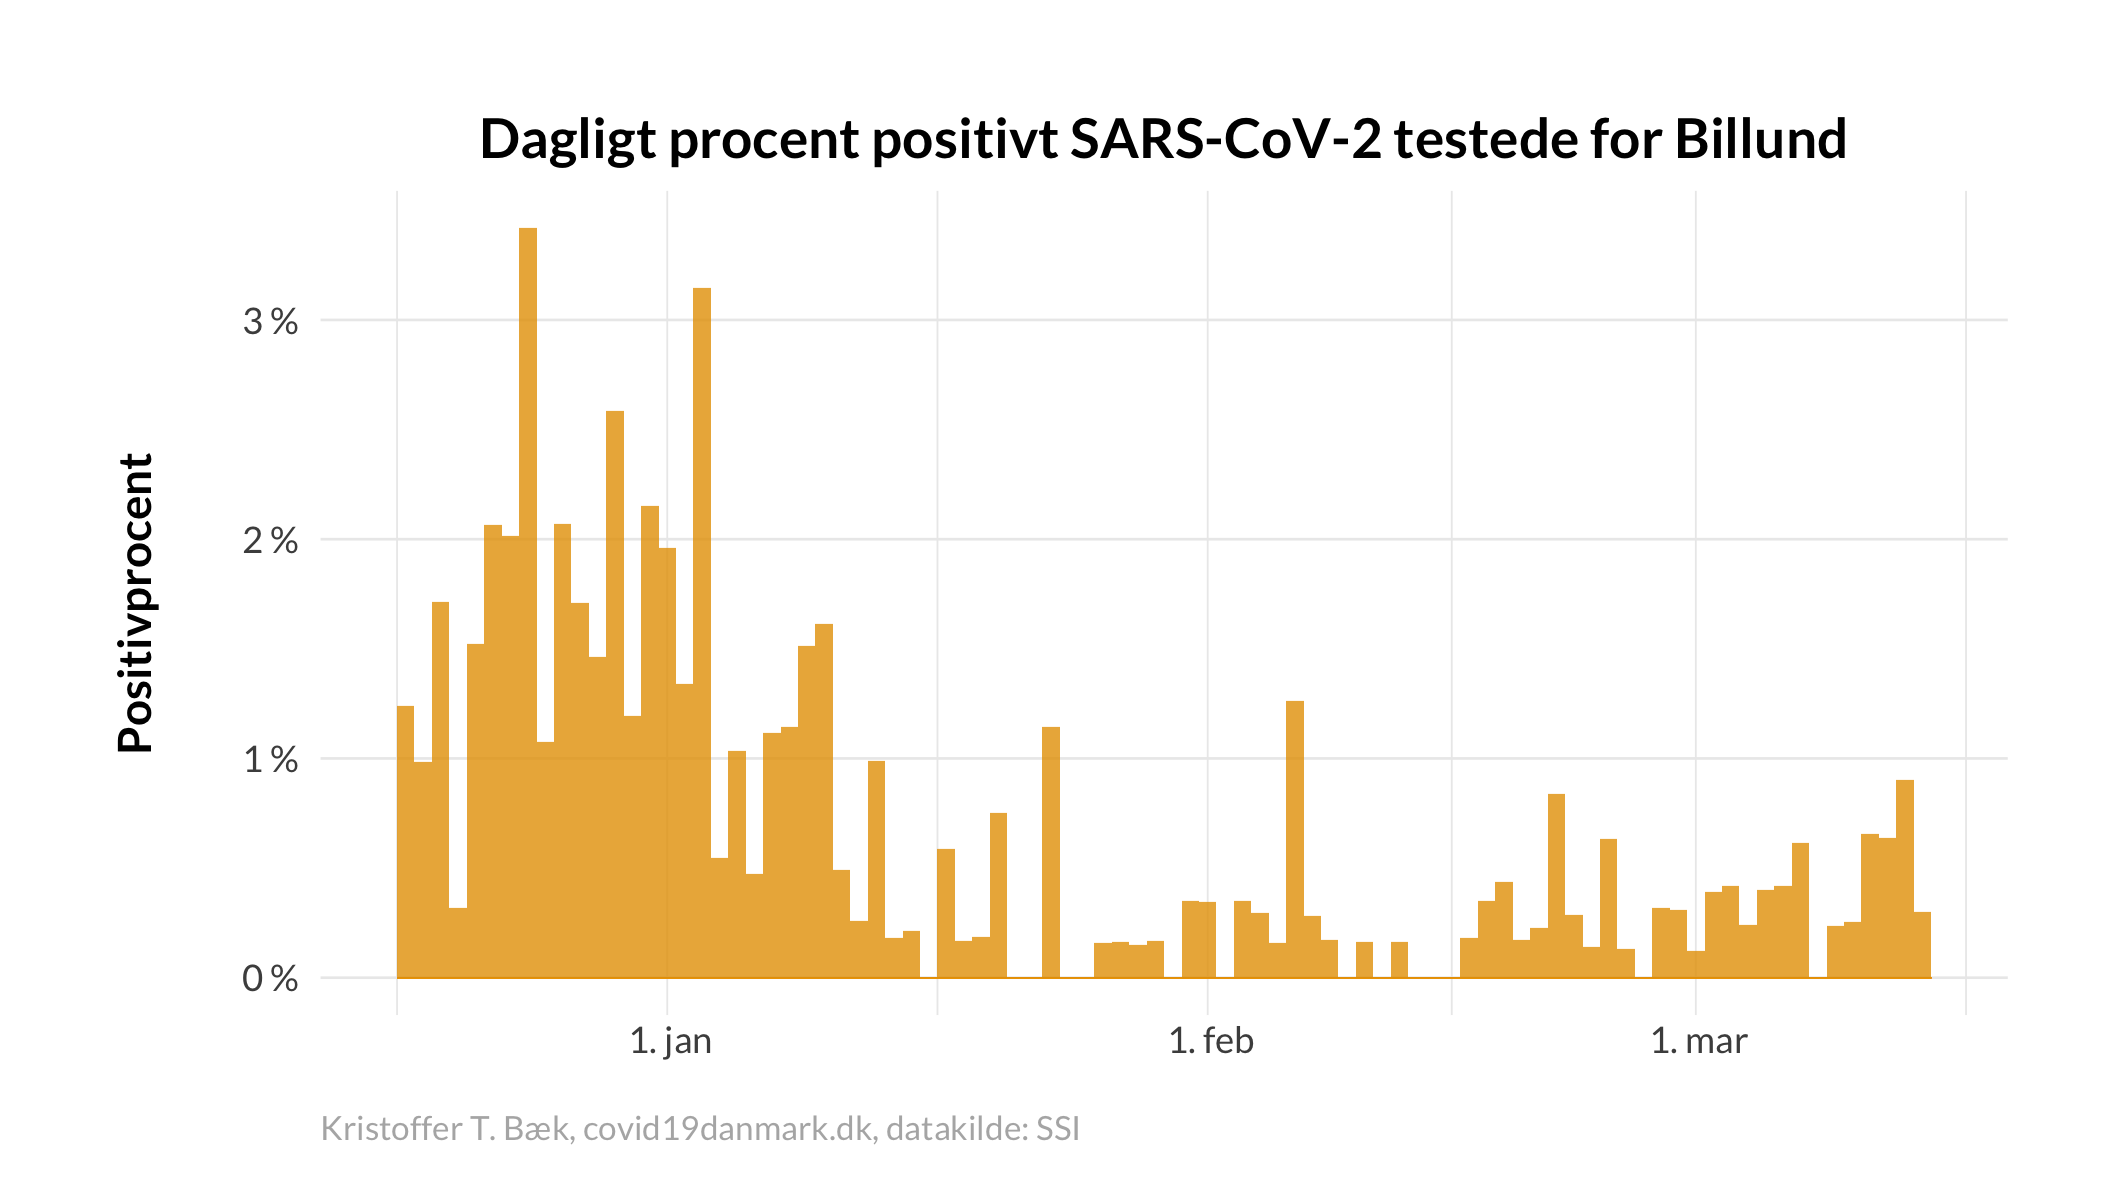 Dagligt procent positivt SARS-CoV-2 testede for Billund
Positivprocent
3 %
2 %
1 %
0 %
1. jan
1. feb
1. mar
Kristoffer T. Bæk, covid19danmark.dk, datakilde: SSI